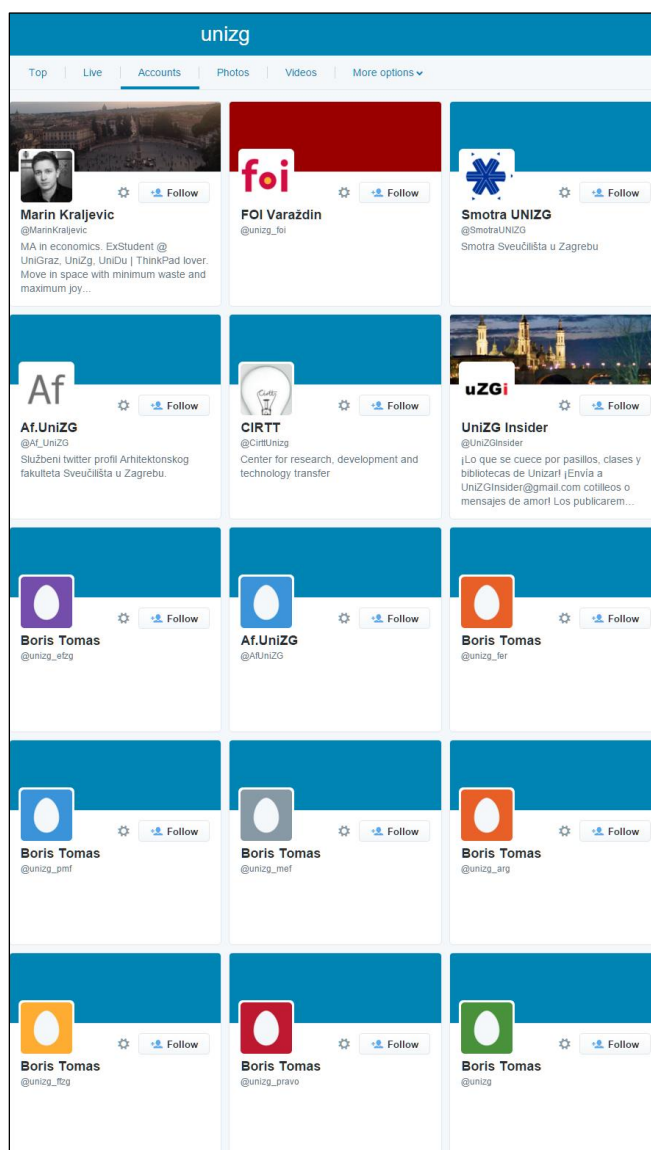 unizg
Top Live Accounts Photos Videos More options
Follow
Marin Kraljevic
@MarinKraljevic
MA in economics. ExStudent @
UniGraz, UniZg, UniDu | ThinkPad lover.
Move in space with minimum waste and
maximum joy...
foi
Follow
FOI Varaždin
@unizg_foi
Follow
Smotra UNIZG
@SmotraUNIZG
Smotra Sveučilišta u Zagrebu
Af
Follow
Af.UniZG
@Af_UniZG
Službeni twitter profil Arhitektonskog
fakulteta Sveučilišta u Zagrebu.
Cirtt
Follow
CIRTT
@CirttUnizg
Center for research, development and
technology transfer
uZGi
Follow
UniZG Insider
@UniZGInsider
¡Lo que se cuece por pasillos, clases y
bibliotecas de Unizar! ¡Envía a
UniZGInsider@gmail.com cotilleos o
mensajes de amor! Los publicarem...
Follow
Boris Tomas
@unizg_efzg
Follow
Af.UniZG
@AfUniZG
Follow
Boris Tomas
@unizg_fer
Follow
Boris Tomas
@unizg_pmf
Follow
Boris Tomas
@unizg_mef
Follow
Boris Tomas
@unizg_arg
Follow
Boris Tomas
@unizg_ffzg
Follow
Boris Tomas
@unizg_pravo
Follow
Boris Tomas
@unizg